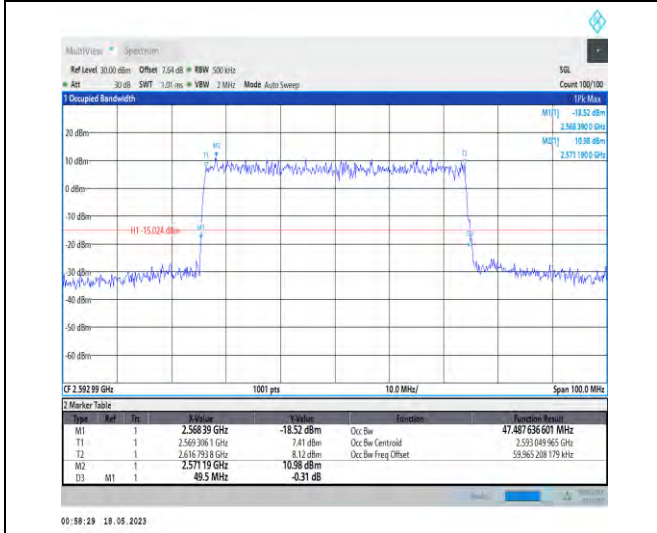 MultiView Spectrum
Ref Level 30.00 dBm Offset 7.54 dB RBW 500 kHz SGL
Att 30 dB SWT 1.01 ms VBW 2 MHz Mode Auto Sweep Count 100/100
1 Occupied Bandwidth 1Pk Max
M1[1] -18.52 dBm
2.568 390 0 GHz
20 dBm M2[1] 10.98 dBm
2.571 190 0 GHz
M2
T1 T2
10 dBm
0 dBm
-10 dBm
H1 -15.024 dBm M1
-30 dBm
-40 dBm
-50 dBm
-60 dBm
CF 2.592 99 GHz 1001 pts 10.0 MHz/ Span 100.0 MHz
2 Marker Table
Type Ref Trc X-Value Y-Value Function Function Result
M1 1 2.568 39 GHz -18.52 dBm Occ Bw 47.487 636 601 MHz
T1 1 2.569 306 1 GHz 7.41 dBm Occ Bw Centroid 2.593 049 965 GHz
T2 1 2.616 793 8 GHz 8.12 dBm Occ Bw Freq Offset 59.965 208 179 kHz
M2 1 2.571 19 GHz 10.98 dBm
D3 M1 1 49.5 MHz -0.31 dB
00:58:29 18.05.2023